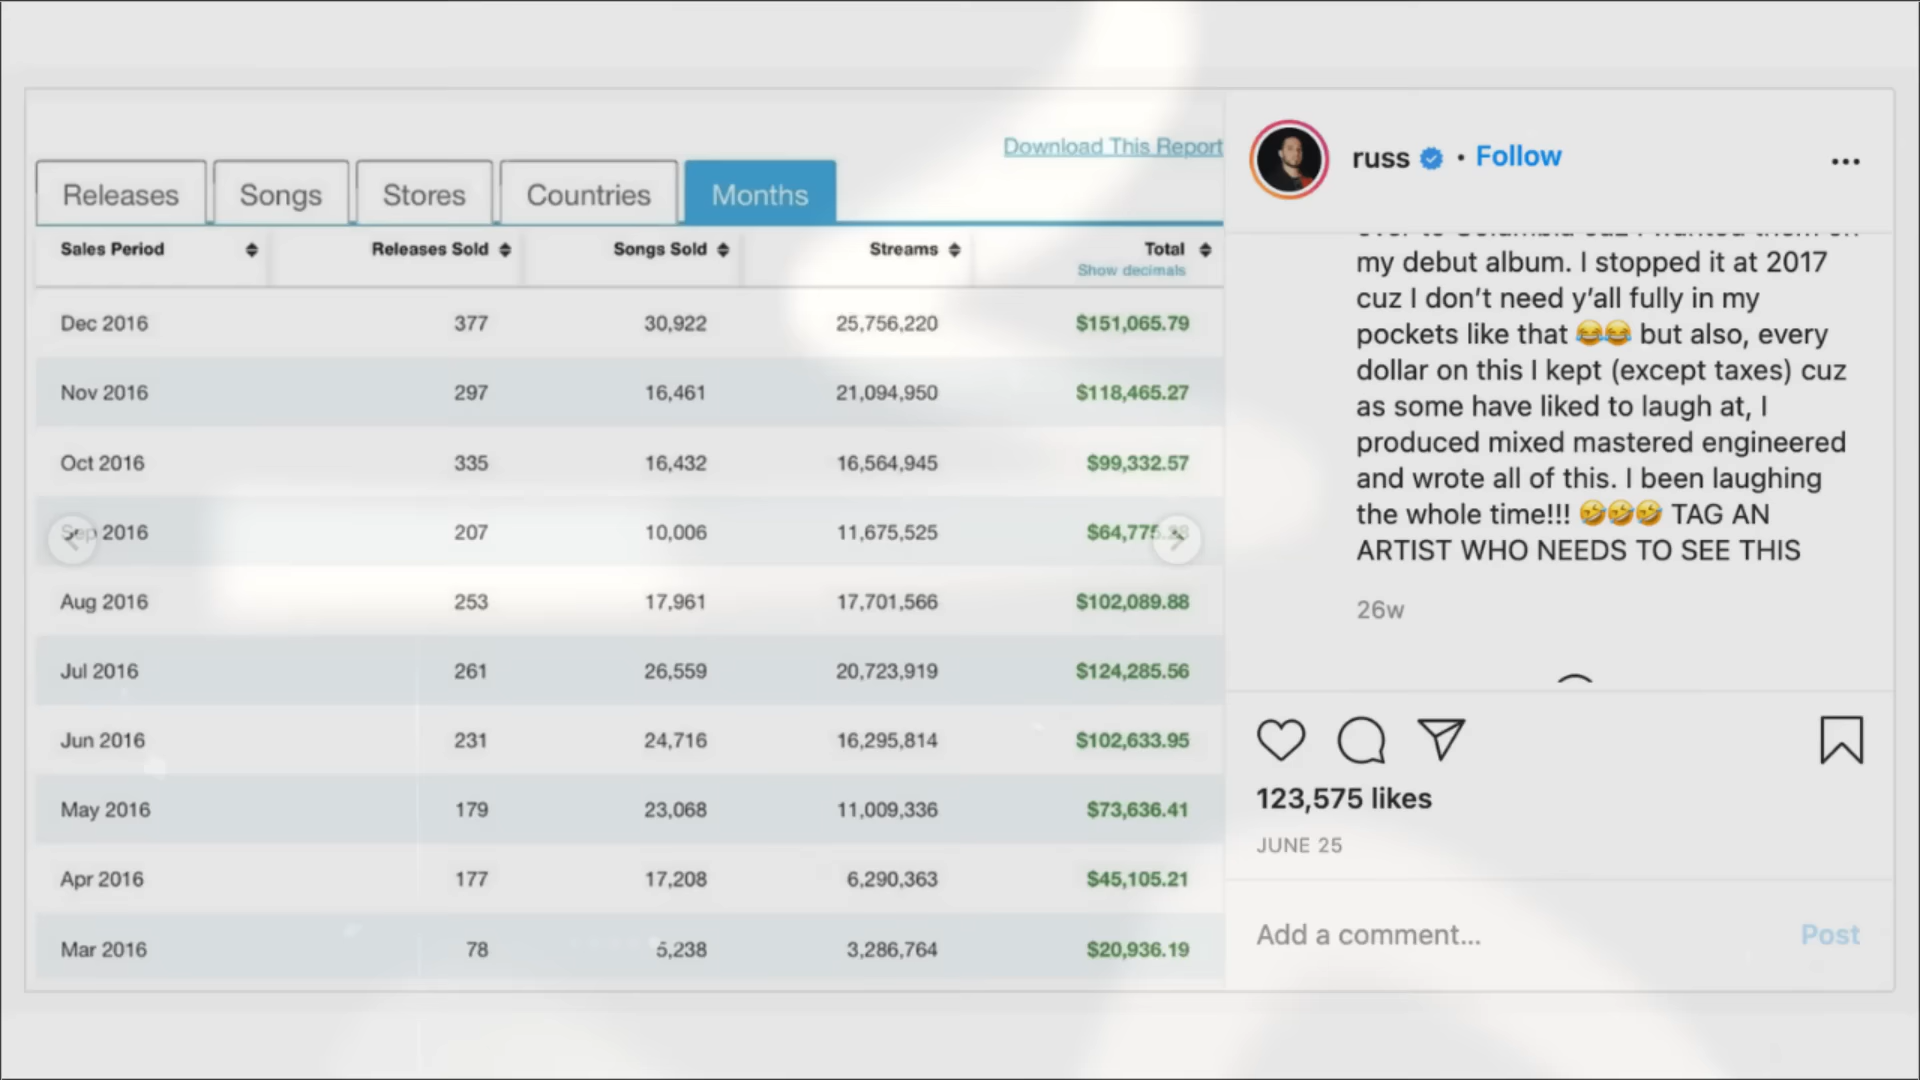 Download This Report
Releases Songs Stores Countries Months
Sales Period Releases Sold Songs Sold Streams Total
Show decimals
Dec 2016 377 30,922 25,756,220 $151,065.79
Nov 2016 297 16,461 21,094,950 $118,465.27
Oct 2016 335 16,432 16,564,945 $99,332.57
Sep 2016 207 10,006 11,675,525
Aug 2016 253 17,961 17,701,566 $102,089.88
Jul 2016 261 26,559 20,723,919 $124,285.56
Jun 2016 231 24,716 16,295,814 $102,633.95
May 2016 179 23,068 11,009,336 $73,636.41
Apr 2016 177 17,208 6,290,363 $45,105.21
Mar 2016 78 5,238 3,286,764 $20,936.19
russ • Follow
my debut album. I stopped it at 2017
cuz I don't need y'all fully in my
pockets like that 😂😂 but also, every
dollar on this I kept (except taxes) cuz
as some have liked to laugh at, I
produced mixed mastered engineered
and wrote all of this. I been laughing
the whole time!!! 🤣🤣🤣 TAG AN
ARTIST WHO NEEDS TO SEE THIS
26w
123,575 likes
JUNE 25
Add a comment... Post